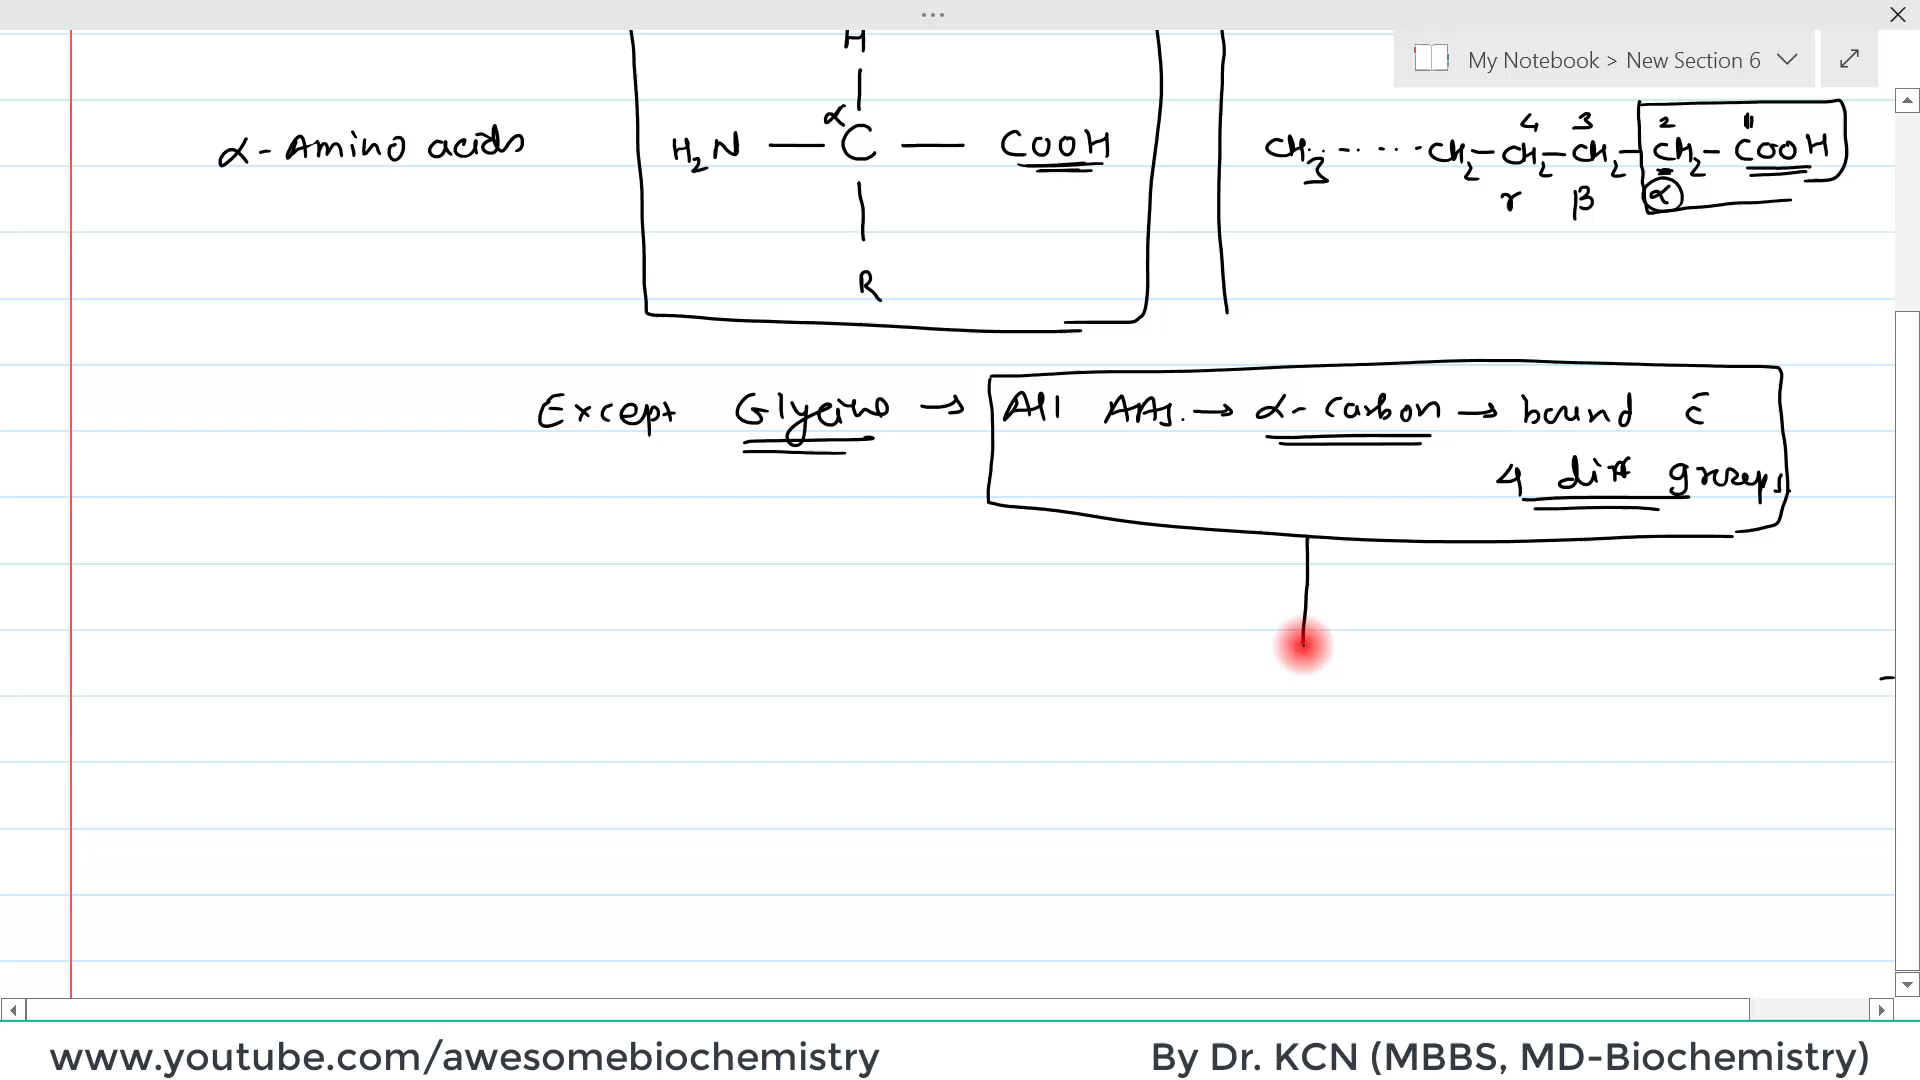 My Notebook > New Section 6
H
α
α- Amino acids
H₂N — C — COOH
R
4 3 2 1
CH₃ ........ CH₂ - CH₂ - CH₂ - CH₂ - COOH
γ β α
Except Glycine → All AAs. → α- carbon → bound c̄
4 diff groups
www.youtube.com/awesomebiochemistry
By Dr. KCN (MBBS, MD-Biochemistry)